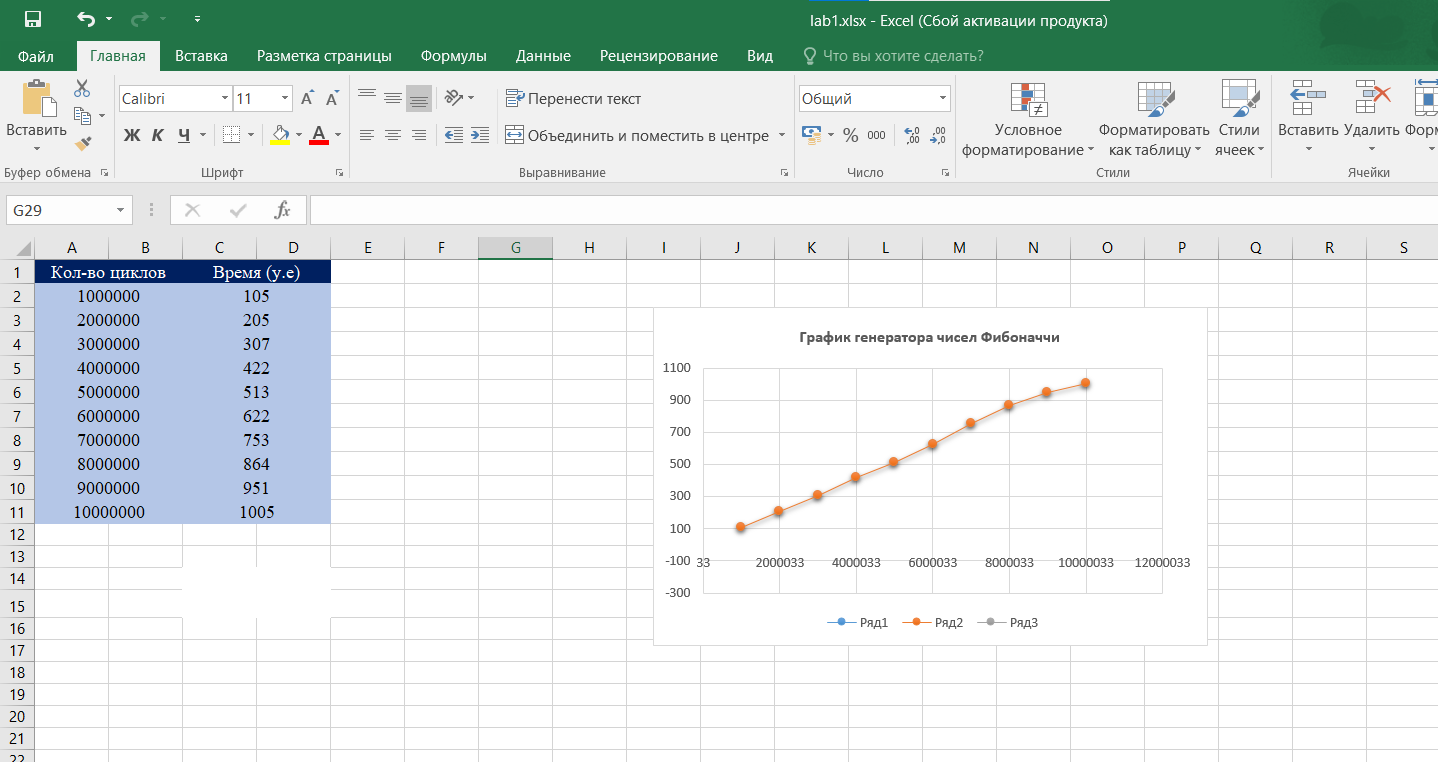 lab1.xlsx - Excel (Сбой активации продукта)
Файл Главная Вставка Разметка страницы Формулы Данные Рецензирование Вид Что вы хотите сделать?
Вставить
Буфер обмена
Calibri 11
Ж К Ч
Шрифт
Перенести текст
Объединить и поместить в центре
Выравнивание
Общий
% 000 ,00 ,00
Число
Условное форматирование
Форматировать как таблицу
Стили ячеек
Стили
Вставить Удалить Форм
Ячейки
G29 fx
A B C D E F G H I J K L M N O P Q R S
1 Кол-во циклов Время (у.е)
2 1000000 105
3 2000000 205
4 3000000 307
5 4000000 422
6 5000000 513
7 6000000 622
8 7000000 753
9 8000000 864
10 9000000 951
11 10000000 1005
12
13
14
15
16
17
18
19
20
21
22
График генератора чисел Фибоначчи
1100
900
700
500
300
100
-100 33 2000033 4000033 6000033 8000033 10000033 12000033
-300
Ряд1 Ряд2 Ряд3